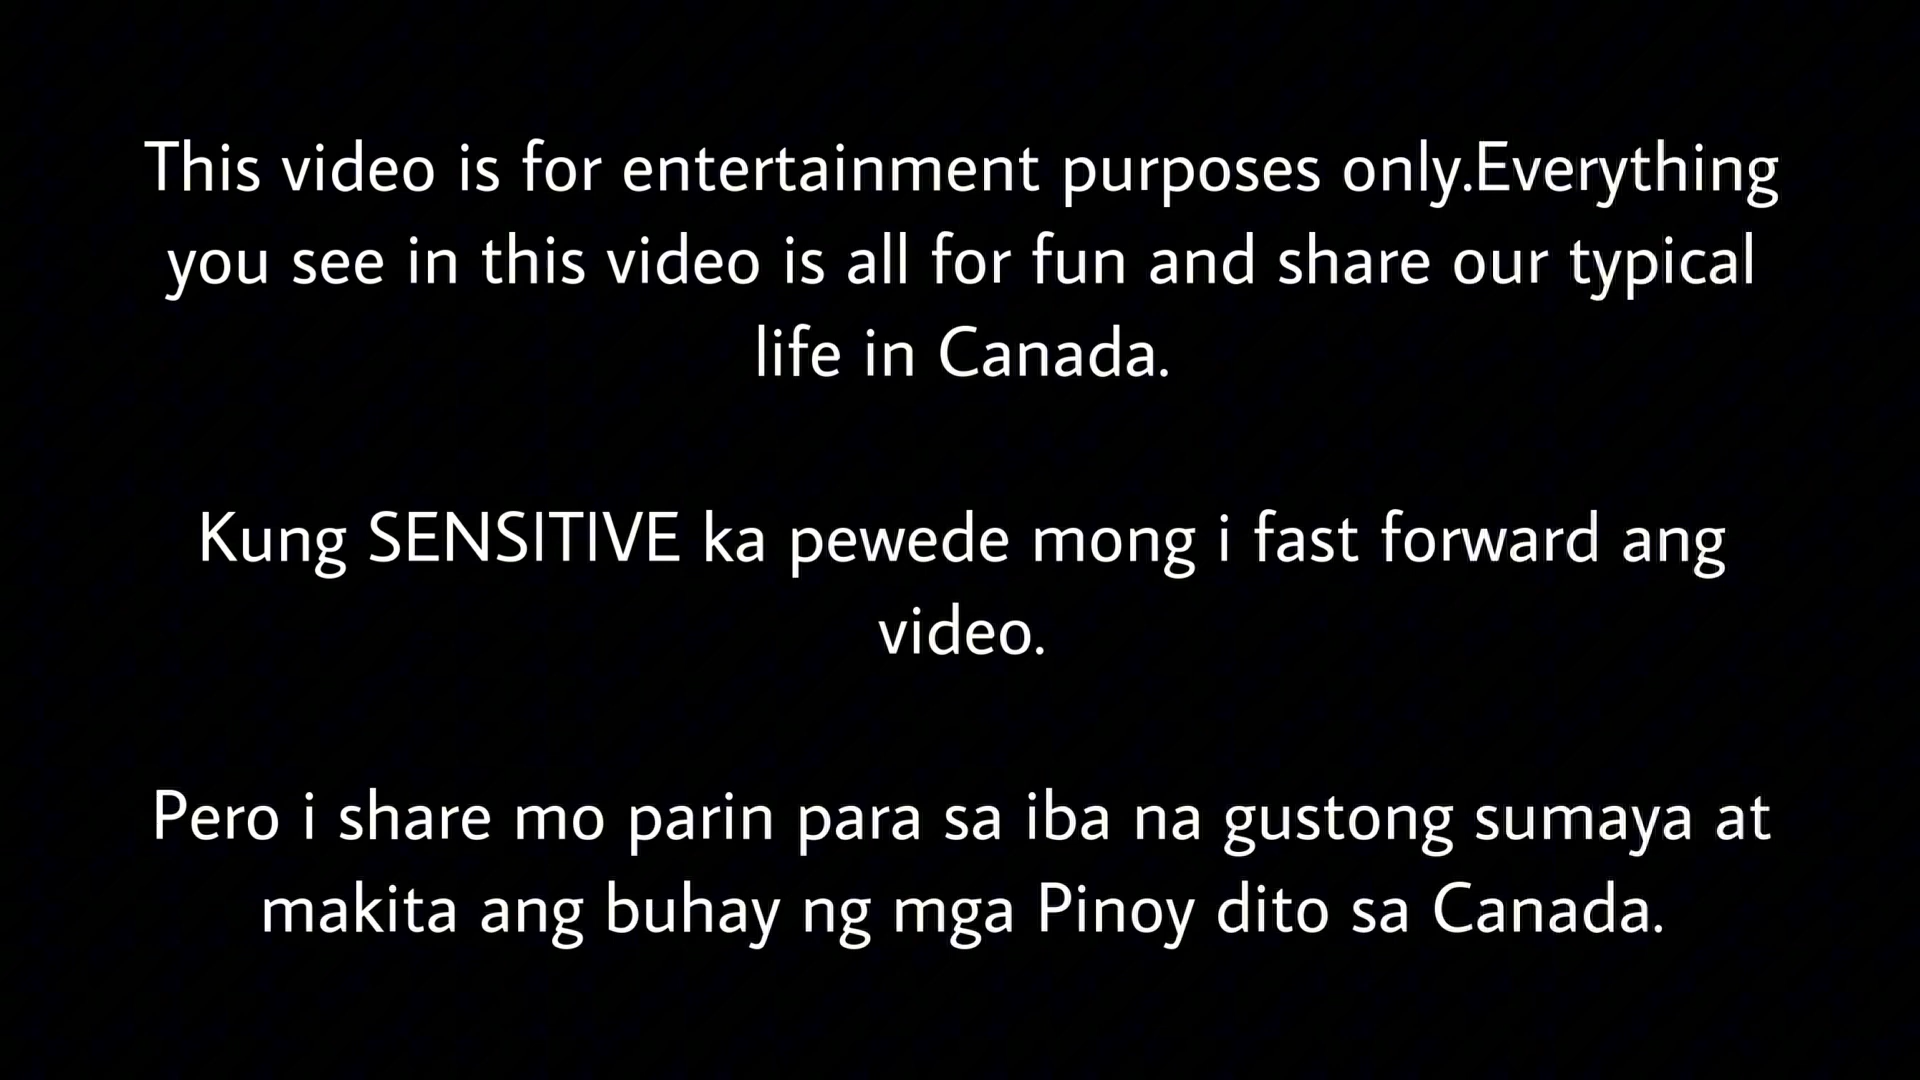 This video is for entertainment purposes only.Everything
you see in this video is all for fun and share our typical
life in Canada.
Kung SENSITIVE ka pewede mong i fast forward ang
video.
Pero i share mo parin para sa iba na gustong sumaya at
makita ang buhay ng mga Pinoy dito sa Canada.